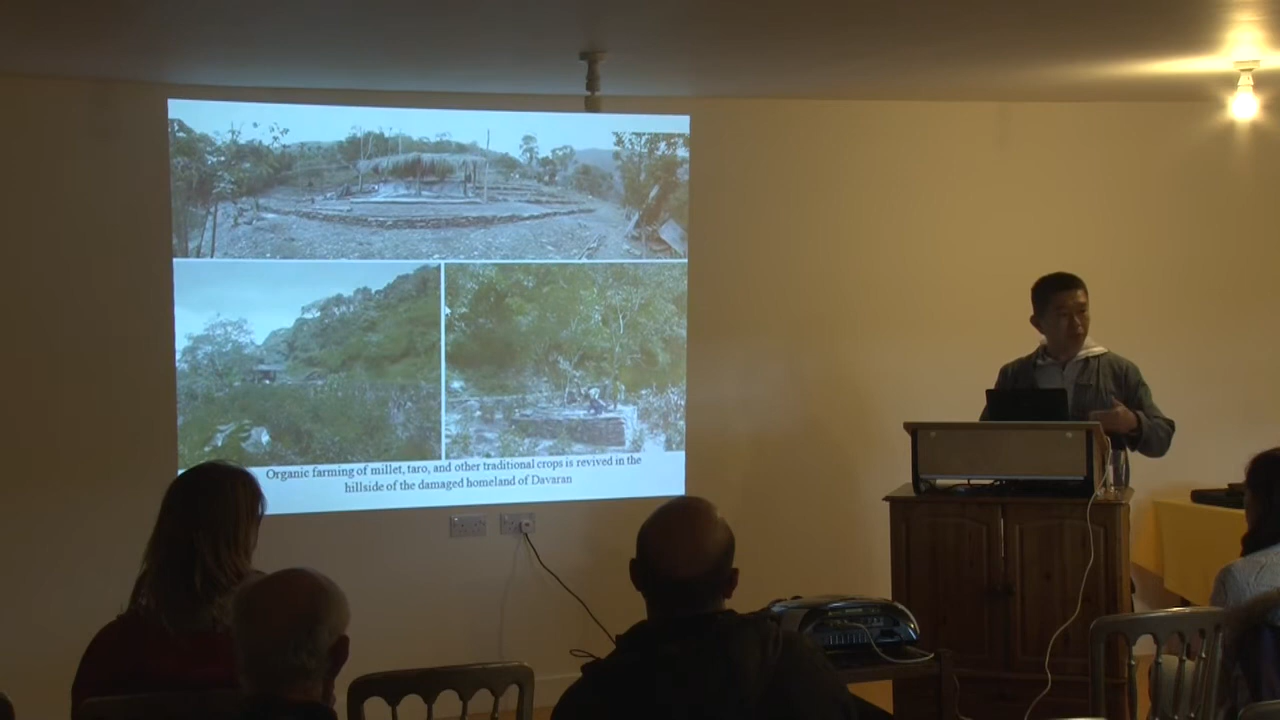 Organic farming of millet, taro, and other traditional crops is revived in the
hillside of the damaged homeland of Davaran